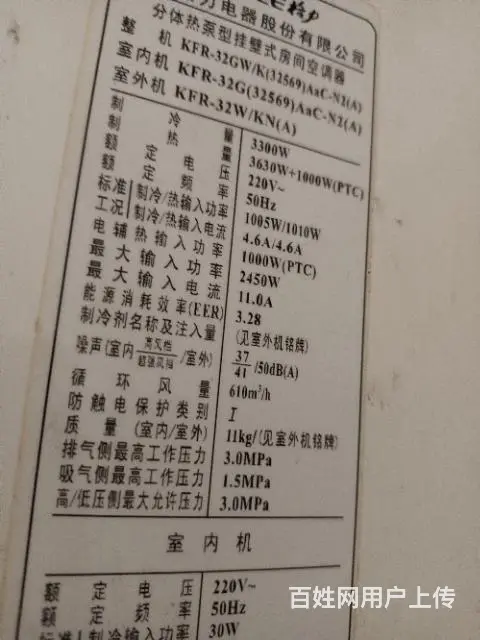 力电器股份有限公司
分体热泵型挂壁式房间空调器
整 机 KFR-32GW/K(32569)AaC-N2(A)
室内机 KFR-32G(32569)AaC-N2(A)
室外机 KFR-32W/KN(A)
制 冷 量 3300W
制 热 量 3630W+1000W(PTC)
额 定 电 压 220V~
额 定 频 率 50Hz
标准 制冷/热输入功率 1005W/1010W
工况 制冷/热输入电流 4.6A/4.6A
电辅热输入功率 1000W(PTC)
最大输入功率 2450W
最大输入电流 11.0A
能源消耗效率(EER) 3.28
制冷剂名称及注入量 (见室外机铭牌)
噪声(室内 高风档/超强风档 /室外) 37/41 /50dB(A)
循 环 风 量 610m³/h
防触电保护类别 I
质 量 (室内/室外) 11kg/(见室外机铭牌)
排气侧最高工作压力 3.0MPa
吸气侧最高工作压力 1.5MPa
高/低压侧最大允许压力 3.0MPa
室 内 机
额 定 电 压 220V~
额 定 频 率 50Hz
30W
百姓网用户上传